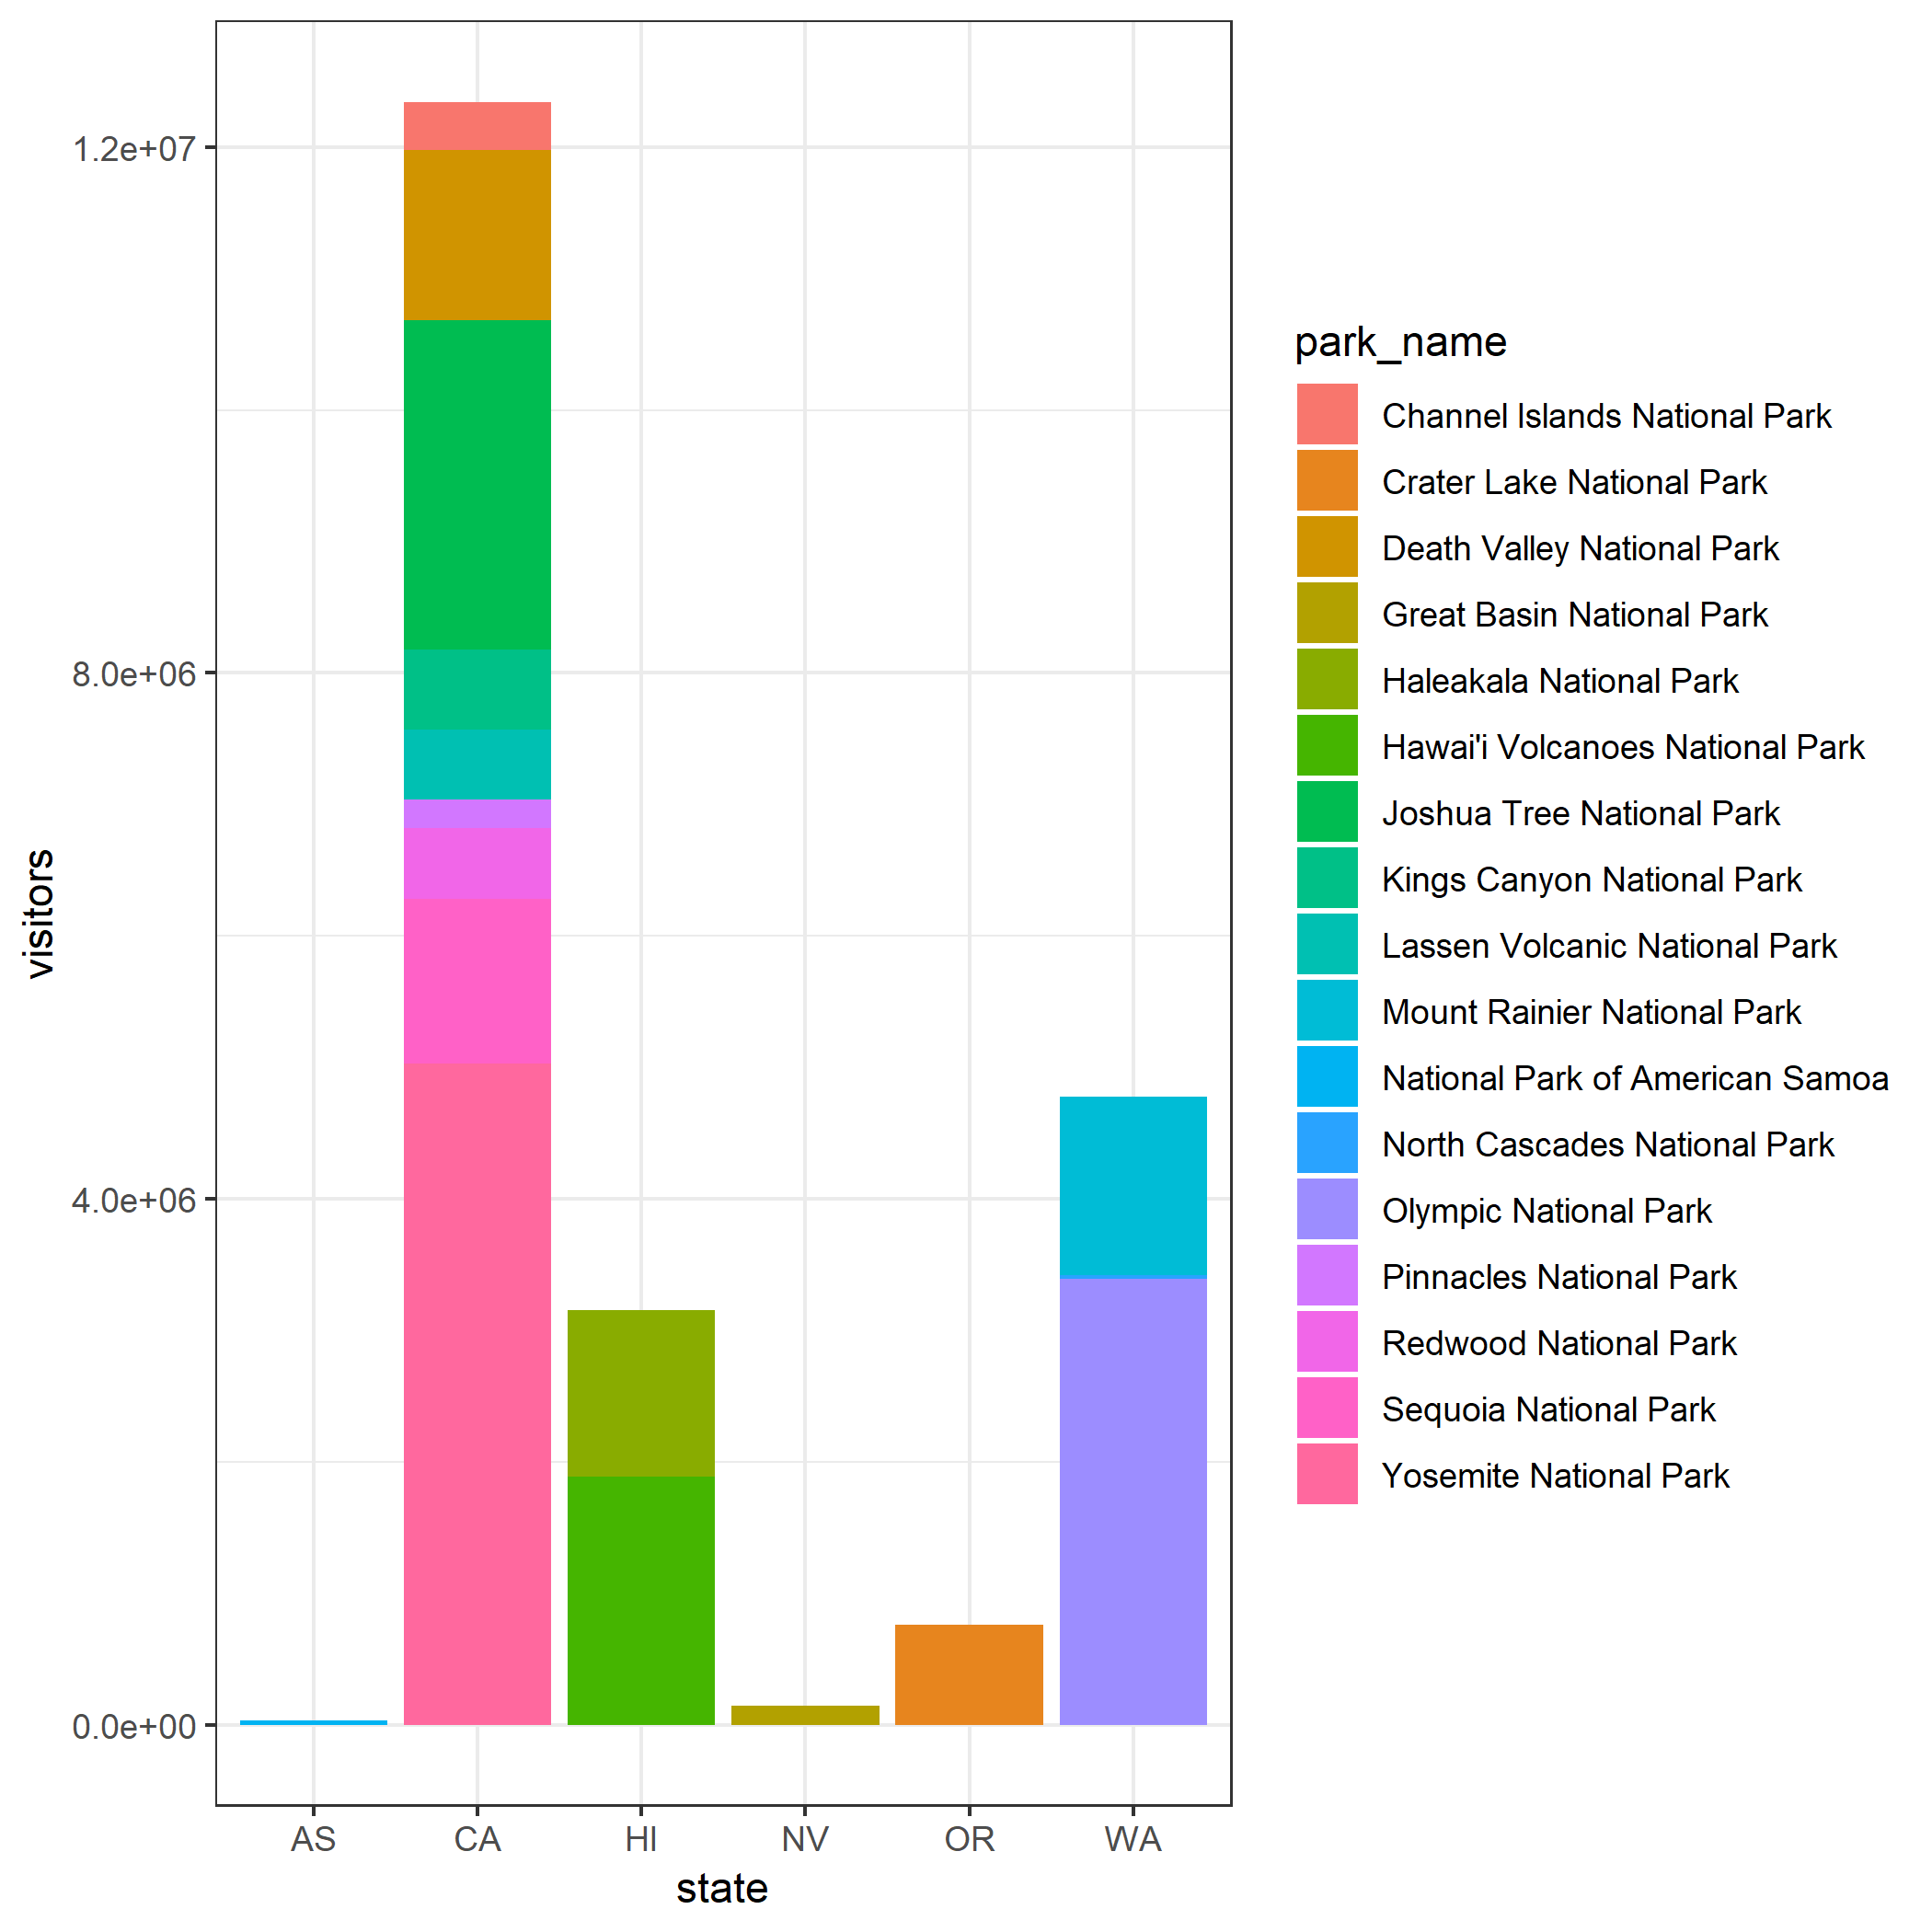 visitors
1.2e+07
8.0e+06
4.0e+06
0.0e+00
AS CA HI NV OR WA
state
park_name
Channel Islands National Park
Crater Lake National Park
Death Valley National Park
Great Basin National Park
Haleakala National Park
Hawai'i Volcanoes National Park
Joshua Tree National Park
Kings Canyon National Park
Lassen Volcanic National Park
Mount Rainier National Park
National Park of American Samoa
North Cascades National Park
Olympic National Park
Pinnacles National Park
Redwood National Park
Sequoia National Park
Yosemite National Park